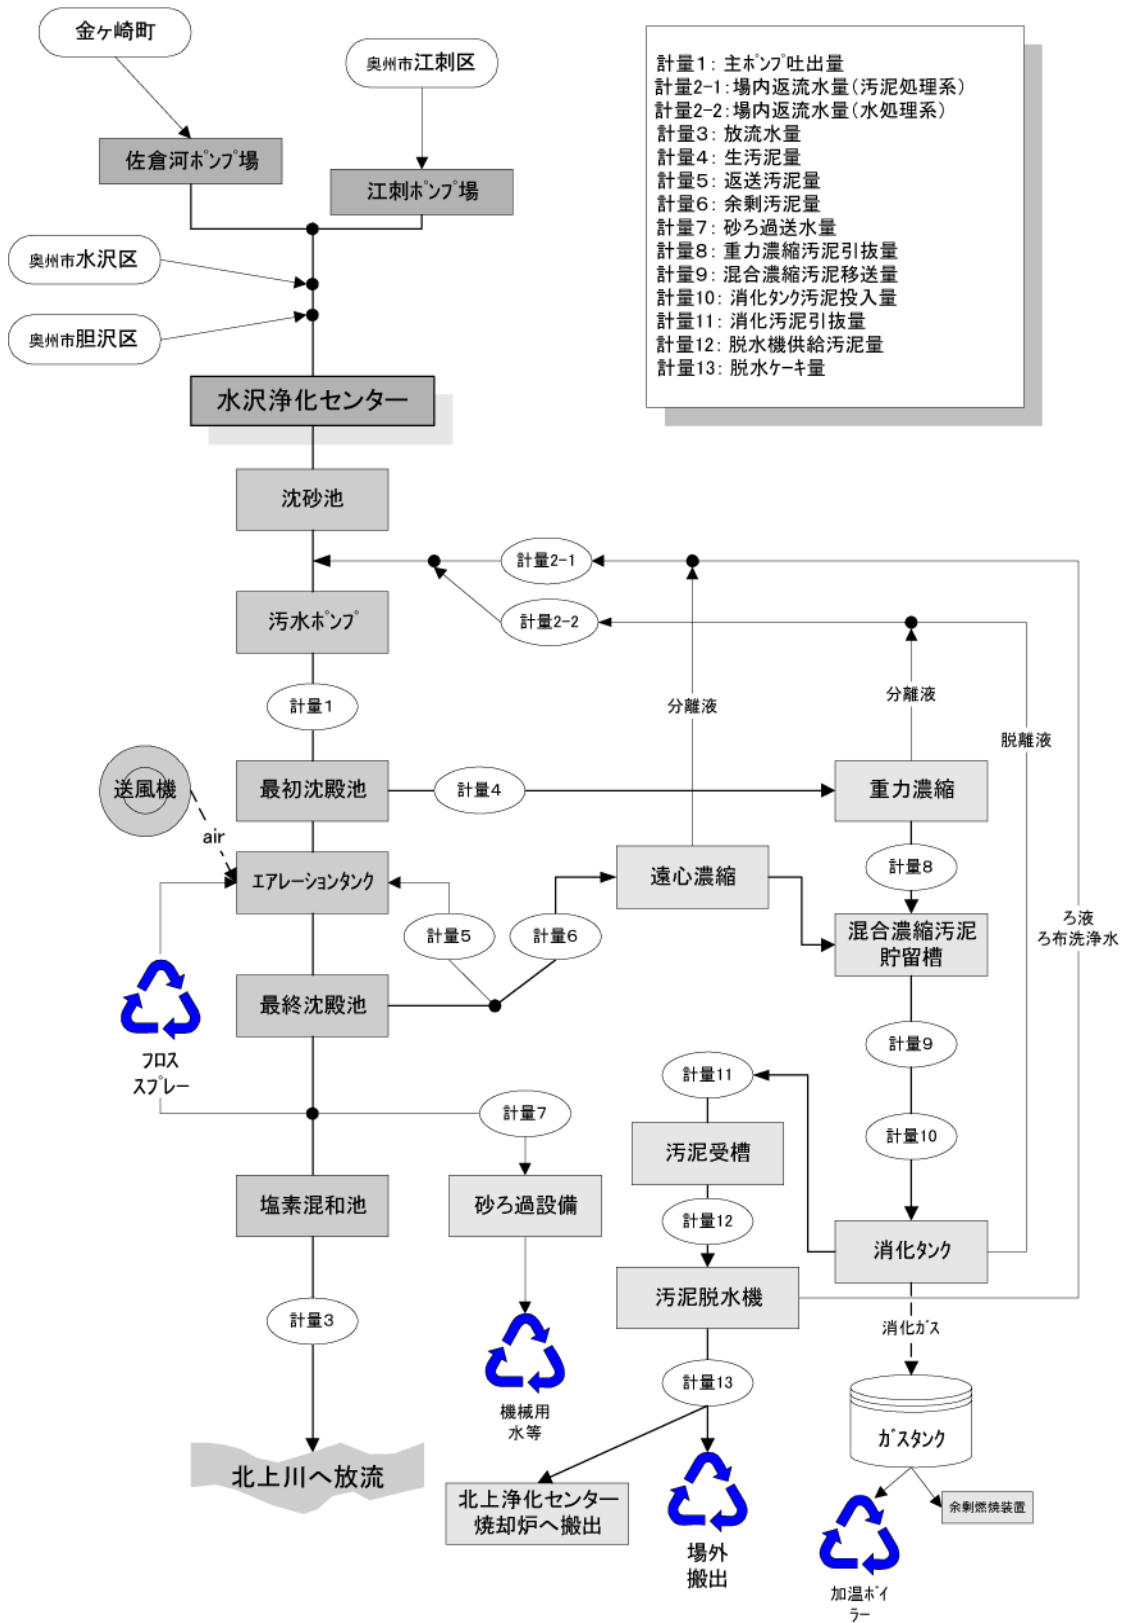 金ヶ崎町
奥州市江刺区
佐倉河ﾎﾟﾝﾌﾟ場
江刺ﾎﾟﾝﾌﾟ場
奥州市水沢区
奥州市胆沢区
水沢浄化センター
計量1：主ﾎﾟﾝﾌﾟ吐出量
計量2-1：場内返流水量（汚泥処理系）
計量2-2：場内返流水量（水処理系）
計量3：放流水量
計量4：生汚泥量
計量5：返送汚泥量
計量6：余剰汚泥量
計量7：砂ろ過送水量
計量8：重力濃縮汚泥引抜量
計量9：混合濃縮汚泥移送量
計量10：消化ﾀﾝｸ汚泥投入量
計量11：消化汚泥引抜量
計量12：脱水機供給汚泥量
計量13：脱水ｹｰｷ量
沈砂池
計量2-1
汚水ﾎﾟﾝﾌﾟ
計量2-2
計量1
分離液
分離液
脱離液
送風機
air
最初沈殿池
計量4
重力濃縮
ｴｱﾚｰｼｮﾝﾀﾝｸ
遠心濃縮
計量8
計量5
計量6
混合濃縮汚泥
貯留槽
ろ液
ろ布洗浄水
最終沈殿池
計量9
ﾌﾛｽ
ｽﾌﾟﾚｰ
計量11
計量7
計量10
汚泥受槽
塩素混和池
砂ろ過設備
計量12
消化ﾀﾝｸ
汚泥脱水機
計量3
消化ｶﾞｽ
計量13
機械用
水等
ｶﾞｽﾀﾝｸ
北上川へ放流
北上浄化センター
焼却炉へ搬出
余剰燃焼装置
場外
搬出
加温ﾎﾞｲ
ﾗｰ